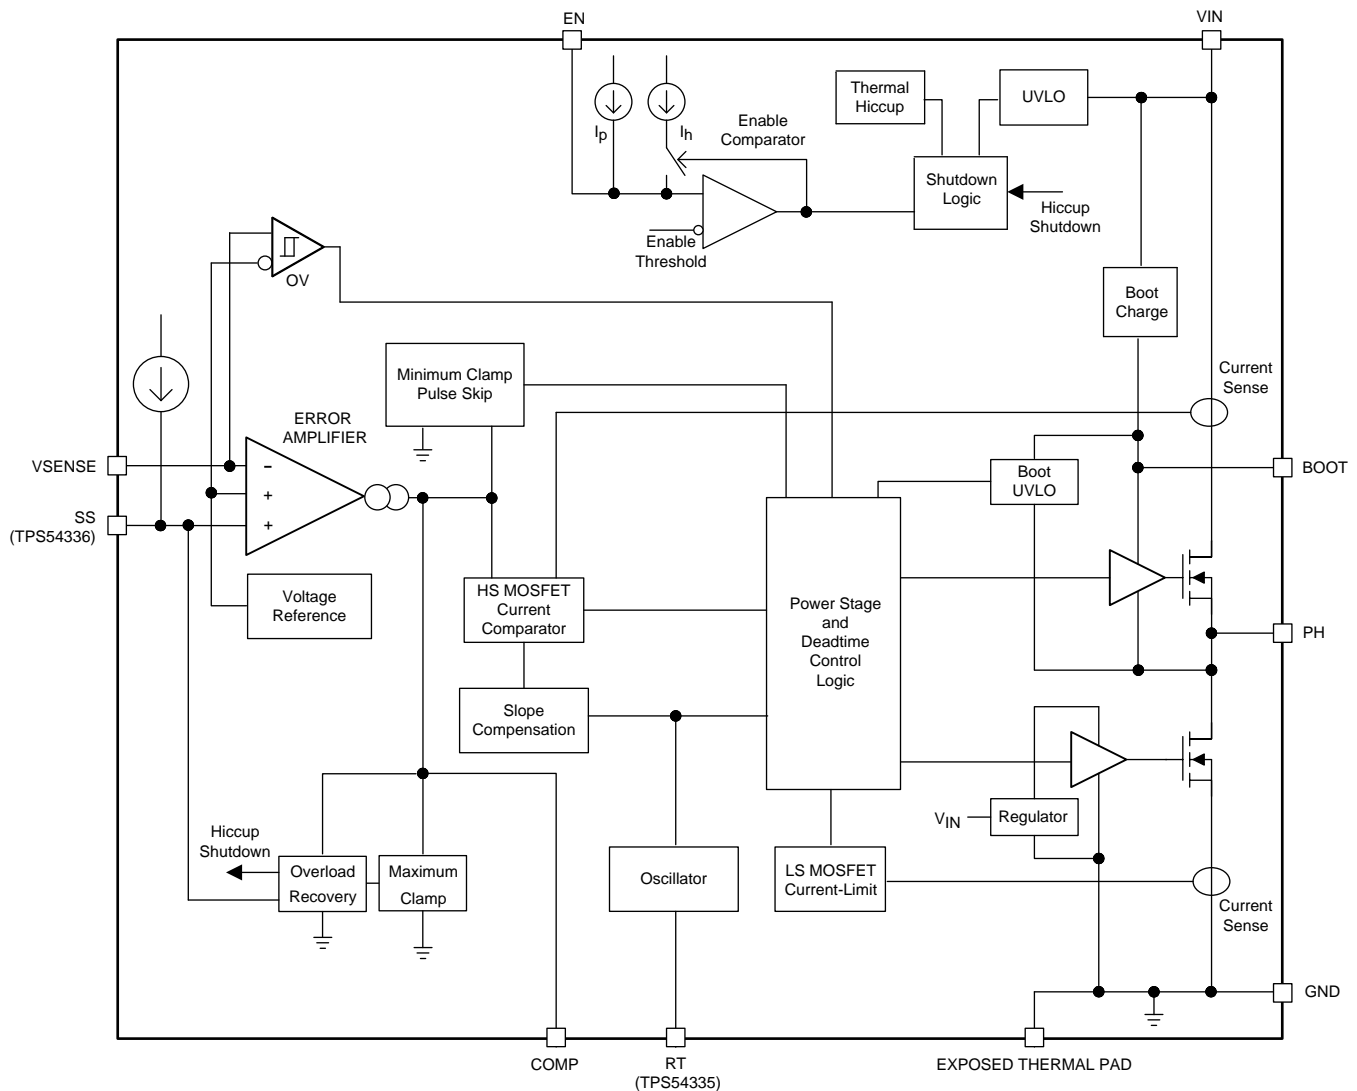 EN
VIN
Thermal
Hiccup
UVLO
Ip
Ih
Enable
Comparator
Shutdown
Logic
Hiccup
Shutdown
Enable
Threshold
OV
Boot
Charge
Minimum Clamp
Pulse Skip
Current
Sense
ERROR
AMPLIFIER
VSENSE
-
+
+
SS
(TPS54336)
Boot
UVLO
BOOT
Voltage
Reference
HS MOSFET
Current
Comparator
Power Stage
and
Deadtime
Control
Logic
PH
Slope
Compensation
VIN
Regulator
Hiccup
Shutdown
Overload
Recovery
Maximum
Clamp
Oscillator
LS MOSFET
Current-Limit
Current
Sense
GND
COMP
RT
(TPS54335)
EXPOSED THERMAL PAD